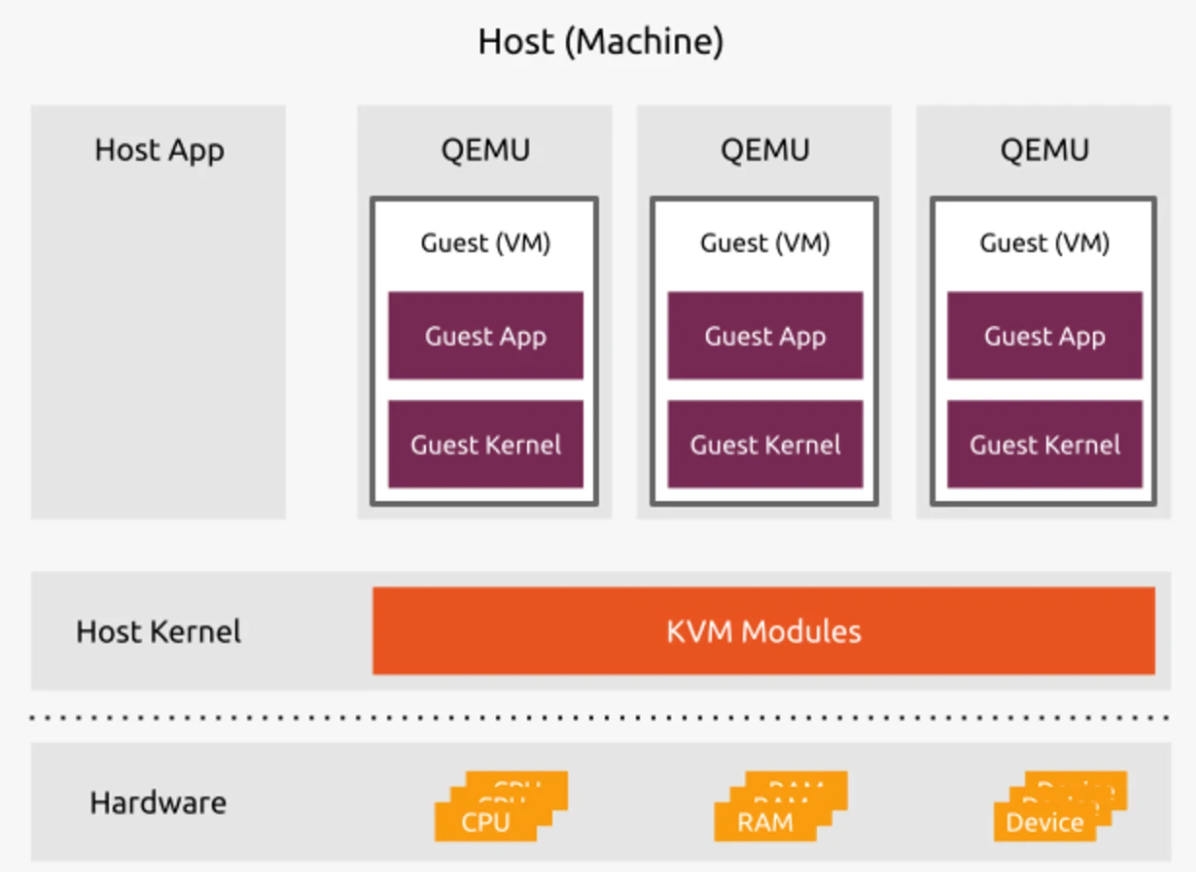 Host (Machine)
Host App
QEMU
QEMU
QEMU
Guest (VM)
Guest (VM)
Guest (VM)
Guest App
Guest App
Guest App
Guest Kernel
Guest Kernel
Guest Kernel
Host Kernel
KVM Modules
Hardware
CPU
CPU
CPU
RAM
RAM
RAM
Device
Device
Device